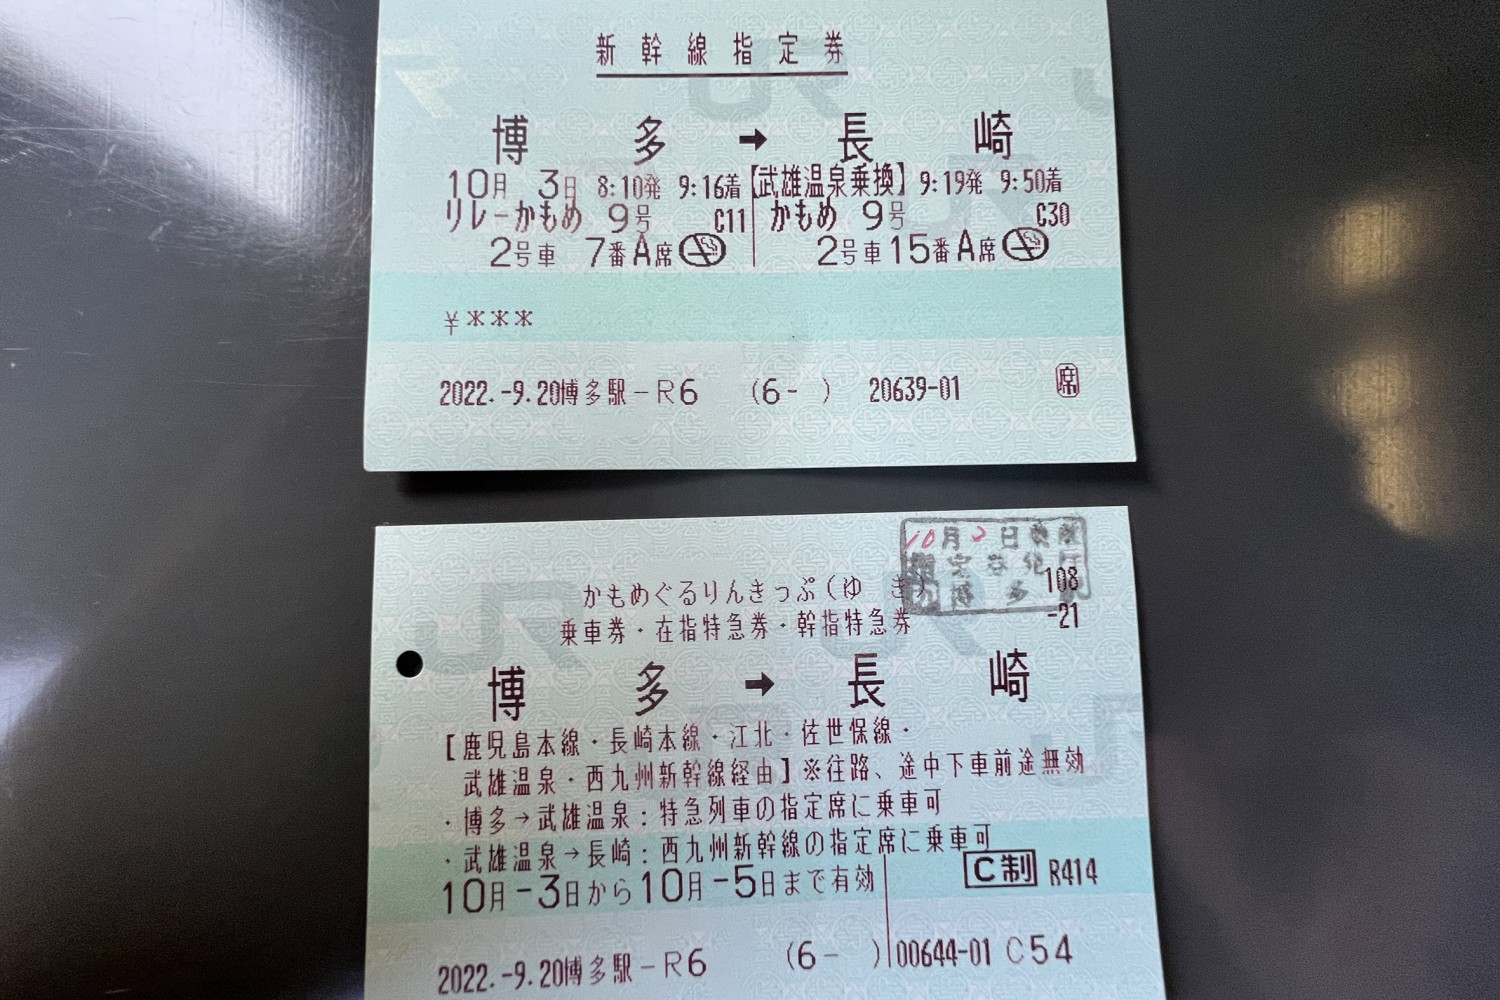 新幹線指定券
博多 → 長崎
10月 3日 8:10発 9:16着【武雄温泉乗換】9:19発 9:50着
リレーかもめ 9号 C11 かもめ 9号 C30
2号車 7番A席 2号車15番A席
¥***
2022.-9.20博多駅-R6 (6- ) 20639-01 席
10月 日
博多
かもめぐるりんきっぷ(ゆき) 108
乗車券・在指特急券・幹指特急券 -21
博多 → 長崎
[鹿児島本線・長崎本線・江北・佐世保線・
武雄温泉・西九州新幹線経由]※往路、途中下車前途無効
・博多→武雄温泉:特急列車の指定席に乗車可
・武雄温泉→長崎:西九州新幹線の指定席に乗車可
10月-3日から10月-5日まで有効 C制 R414
2022.-9.20博多駅-R6 (6- ) 00644-01 C54